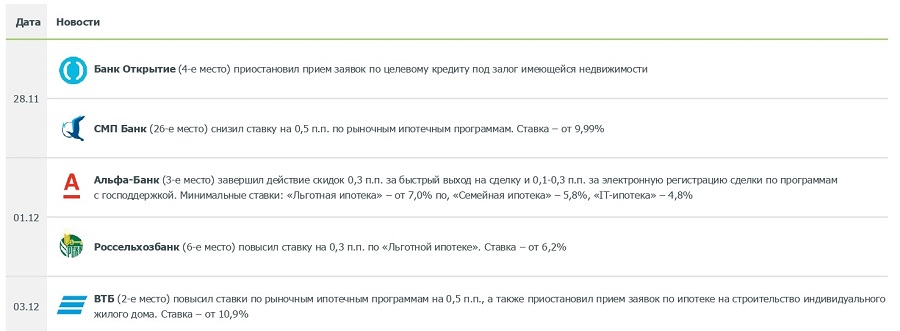 Дата Новости
Банк Открытие (4-е место) приостановил прием заявок по целевому кредиту под залог имеющейся недвижимости
28.11
СМП Банк (26-е место) снизил ставку на 0,5 п.п. по рыночным ипотечным программам. Ставка – от 9,99%
Альфа-Банк (3-е место) завершил действие скидок 0,3 п.п. за быстрый выход на сделку и 0,1-0,3 п.п. за электронную регистрацию сделки по программам
с господдержкой. Минимальные ставки: «Льготная ипотека» – от 7,0% по, «Семейная ипотека» – 5,8%, «IT-ипотека» – 4,8%
01.12
Россельхозбанк (6-е место) повысил ставку на 0,3 п.п. по «Льготной ипотеке». Ставка – от 6,2%
03.12
ВТБ (2-е место) повысил ставки по рыночным ипотечным программам на 0,5 п.п., а также приостановил прием заявок по ипотеке на строительство индивидуального
жилого дома. Ставка – от 10,9%